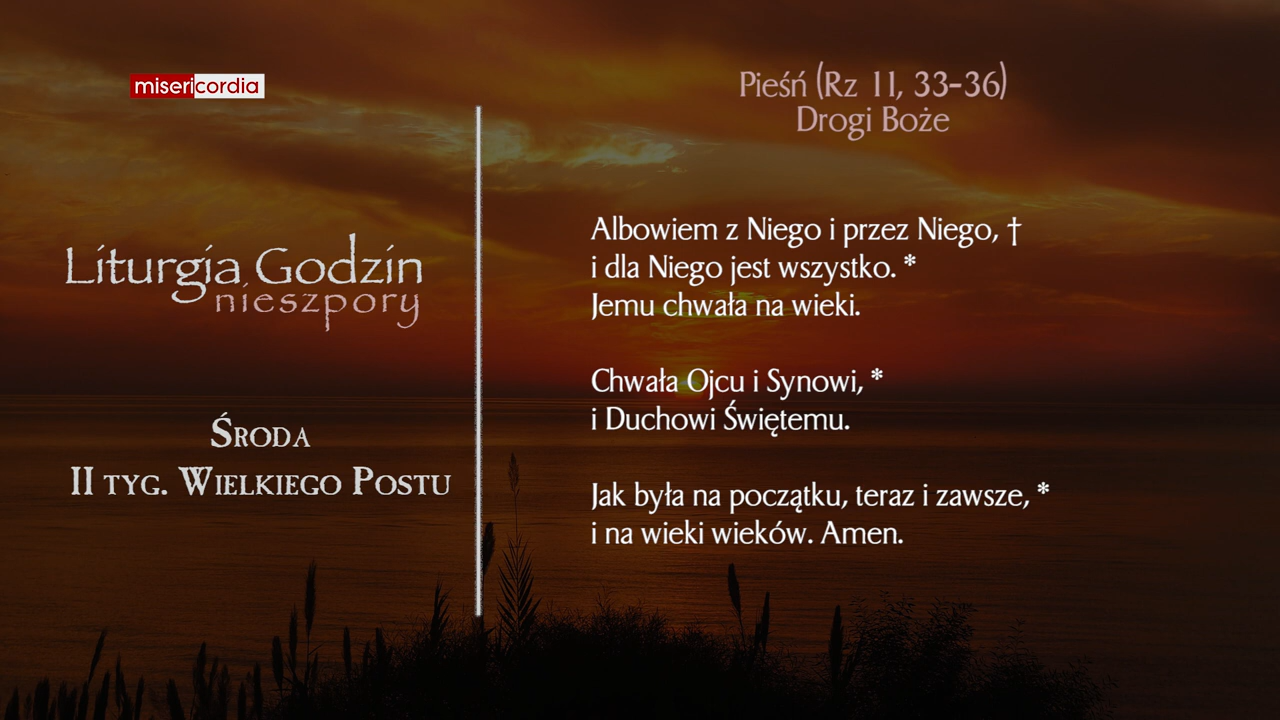 misericordia
Liturgia Godzin
nieszpory
Środa
II tyg. Wielkiego Postu
Pieśń (Rz 11, 33-36)
Drogi Boże
Albowiem z Niego i przez Niego, †
i dla Niego jest wszystko. *
Jemu chwała na wieki.
Chwała Ojcu i Synowi, *
i Duchowi Świętemu.
Jak była na początku, teraz i zawsze, *
i na wieki wieków. Amen.